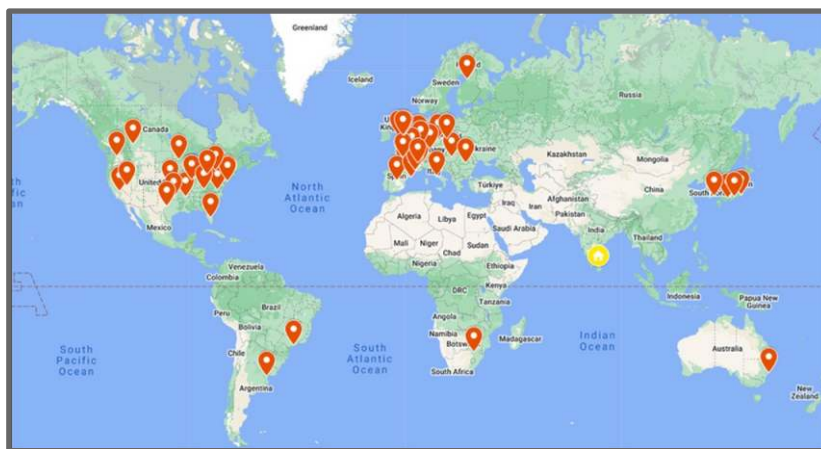 Greenland
Iceland
Sweden
Norway
Russia
Canada
Ukraine
Kazakhstan
Mongolia
North
Atlantic
Ocean
Türkiye
China
South
Mexico
Algeria
Libya
Egypt
Iraq
Iran
Afghanistan
Pakistan
Saudi Arabia
India
Thailand
Mali
Niger
Chad
Sudan
Nigeria
Ethiopia
Venezuela
Colombia
DRC
Kenya
Tanzania
Indonesia
Papua New
Guinea
Peru
Brazil
Bolivia
Angola
Namibia
Madagascar
Indian
Ocean
South
Pacific
Ocean
Chile
South
Atlantic
Ocean
South Africa
Australia
Argentina
New
Zealand